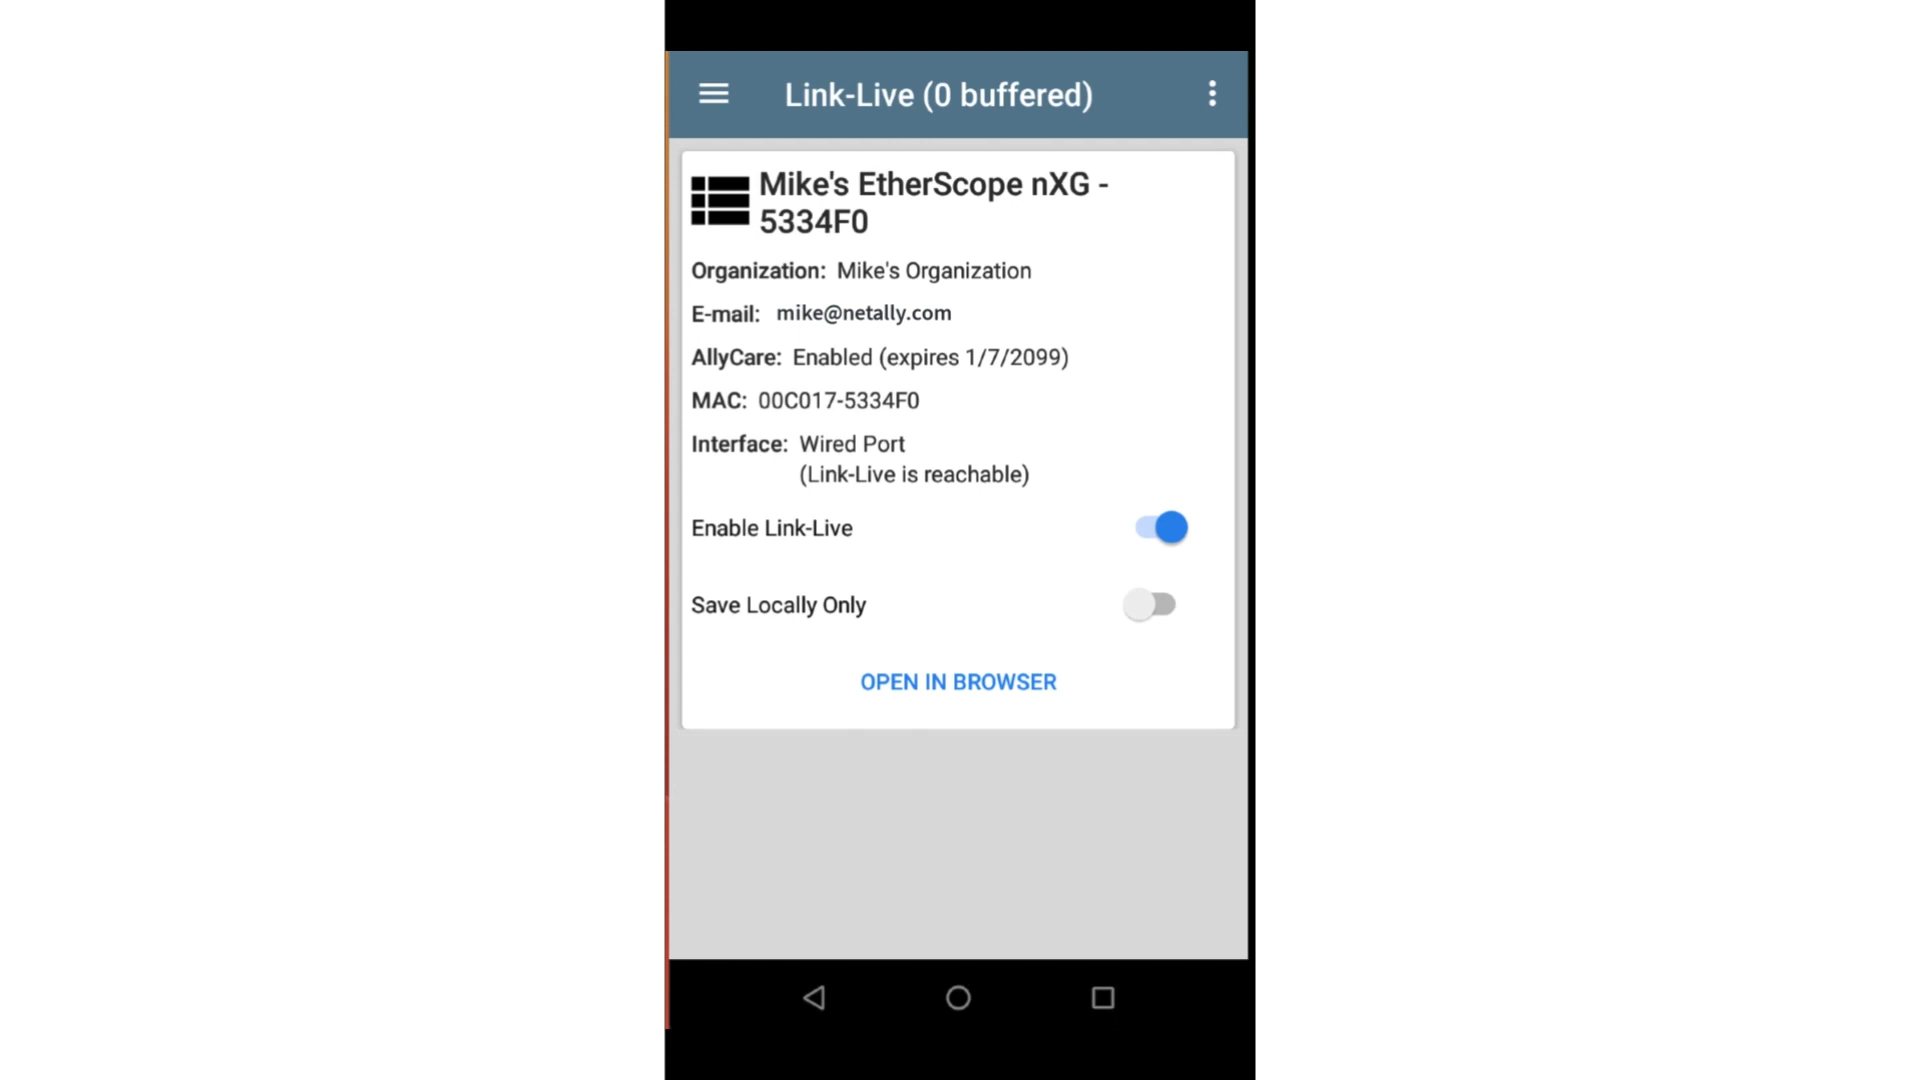 Link-Live (0 buffered)
Mike's EtherScope nXG -
5334F0
Organization: Mike's Organization
E-mail: mike@netally.com
AllyCare: Enabled (expires 1/7/2099)
MAC: 00C017-5334F0
Interface: Wired Port
(Link-Live is reachable)
Enable Link-Live
Save Locally Only
OPEN IN BROWSER